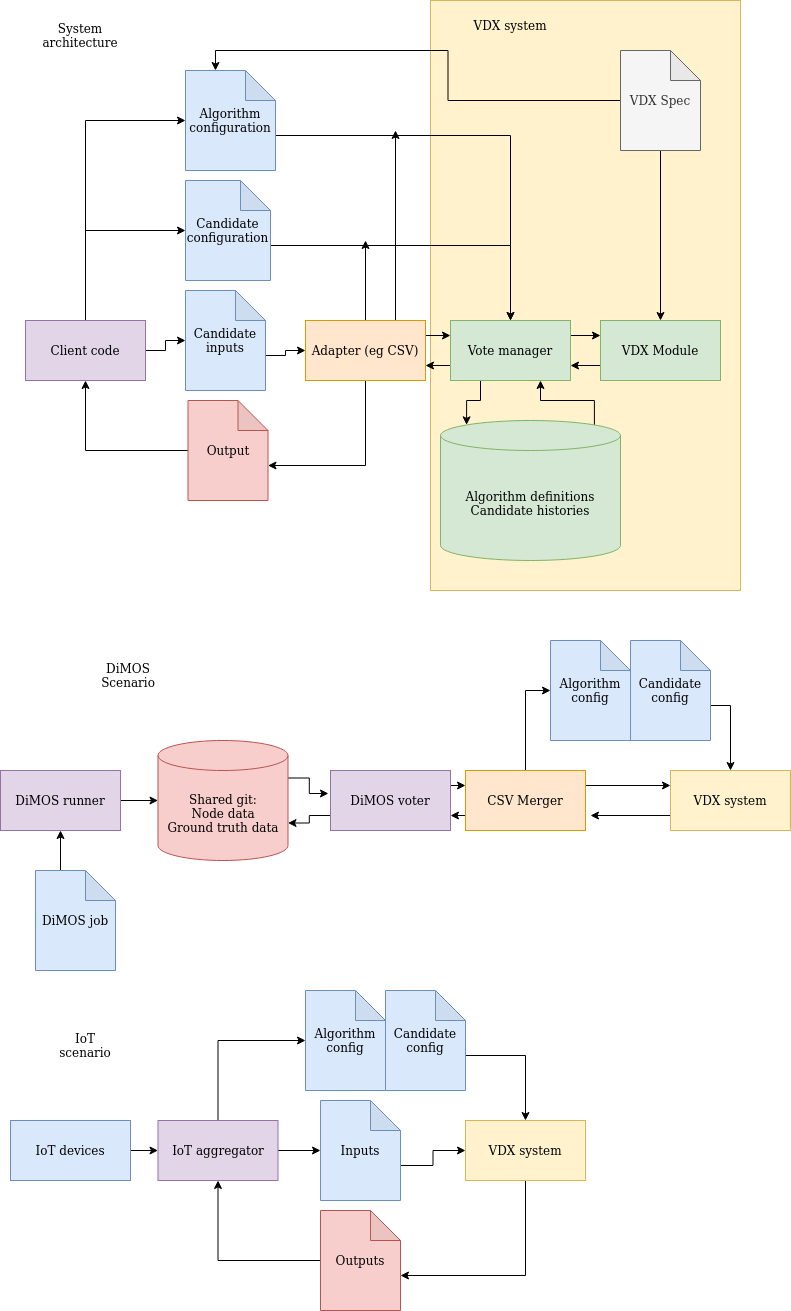 System
architecture
VDX system
VDX Spec
Algorithm
configuration
Candidate
configuration
Candidate
inputs
Client code
Adapter (eg CSV)
Vote manager
VDX Module
Output
Algorithm definitions
Candidate histories
DiMOS
Scenario
Algorithm
config
Candidate
config
DiMOS runner
Shared git:
Node data
Ground truth data
DiMOS voter
CSV Merger
VDX system
DiMOS job
IoT
scenario
Algorithm
config
Candidate
config
IoT devices
IoT aggregator
Inputs
VDX system
Outputs